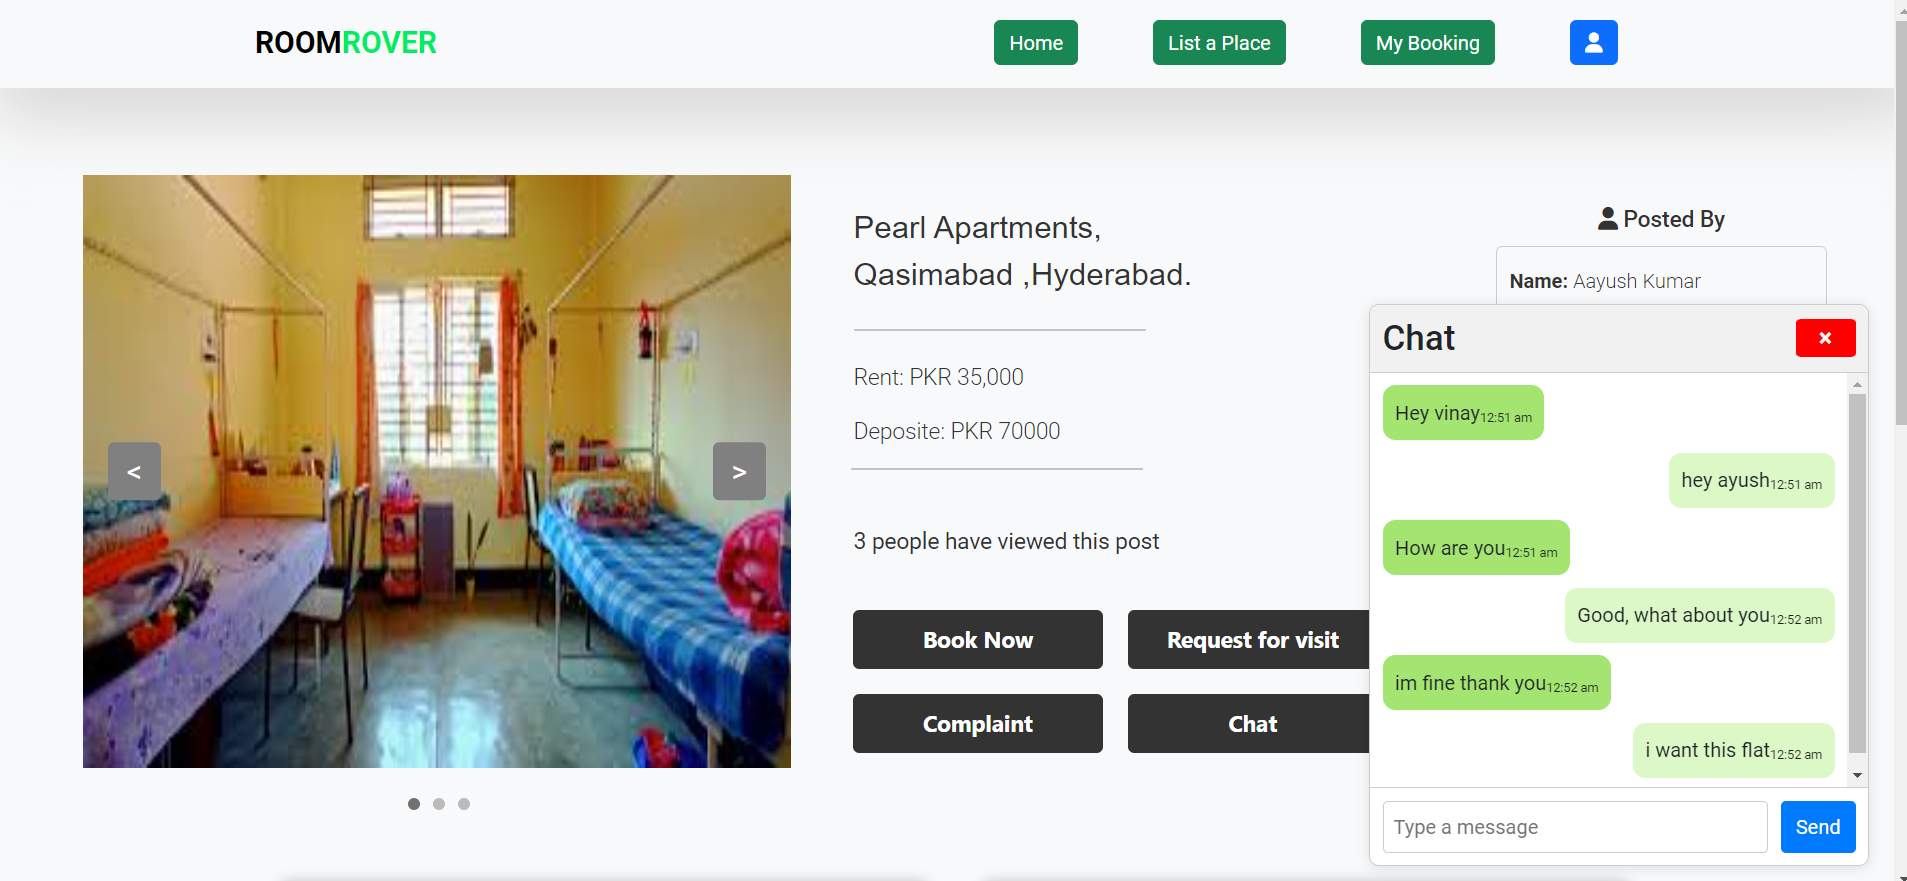 ROOMROVER
Home
List a Place
My Booking
<
>
Pearl Apartments,
Qasimabad ,Hyderabad.
Rent: PKR 35,000
Deposite: PKR 70000
3 people have viewed this post
Book Now
Request for visit
Complaint
Chat
Posted By
Name: Aayush Kumar
Chat
×
Hey vinay12:51 am
hey ayush12:51 am
How are you12:51 am
Good, what about you12:52 am
im fine thank you12:52 am
i want this flat12:52 am
Type a message
Send